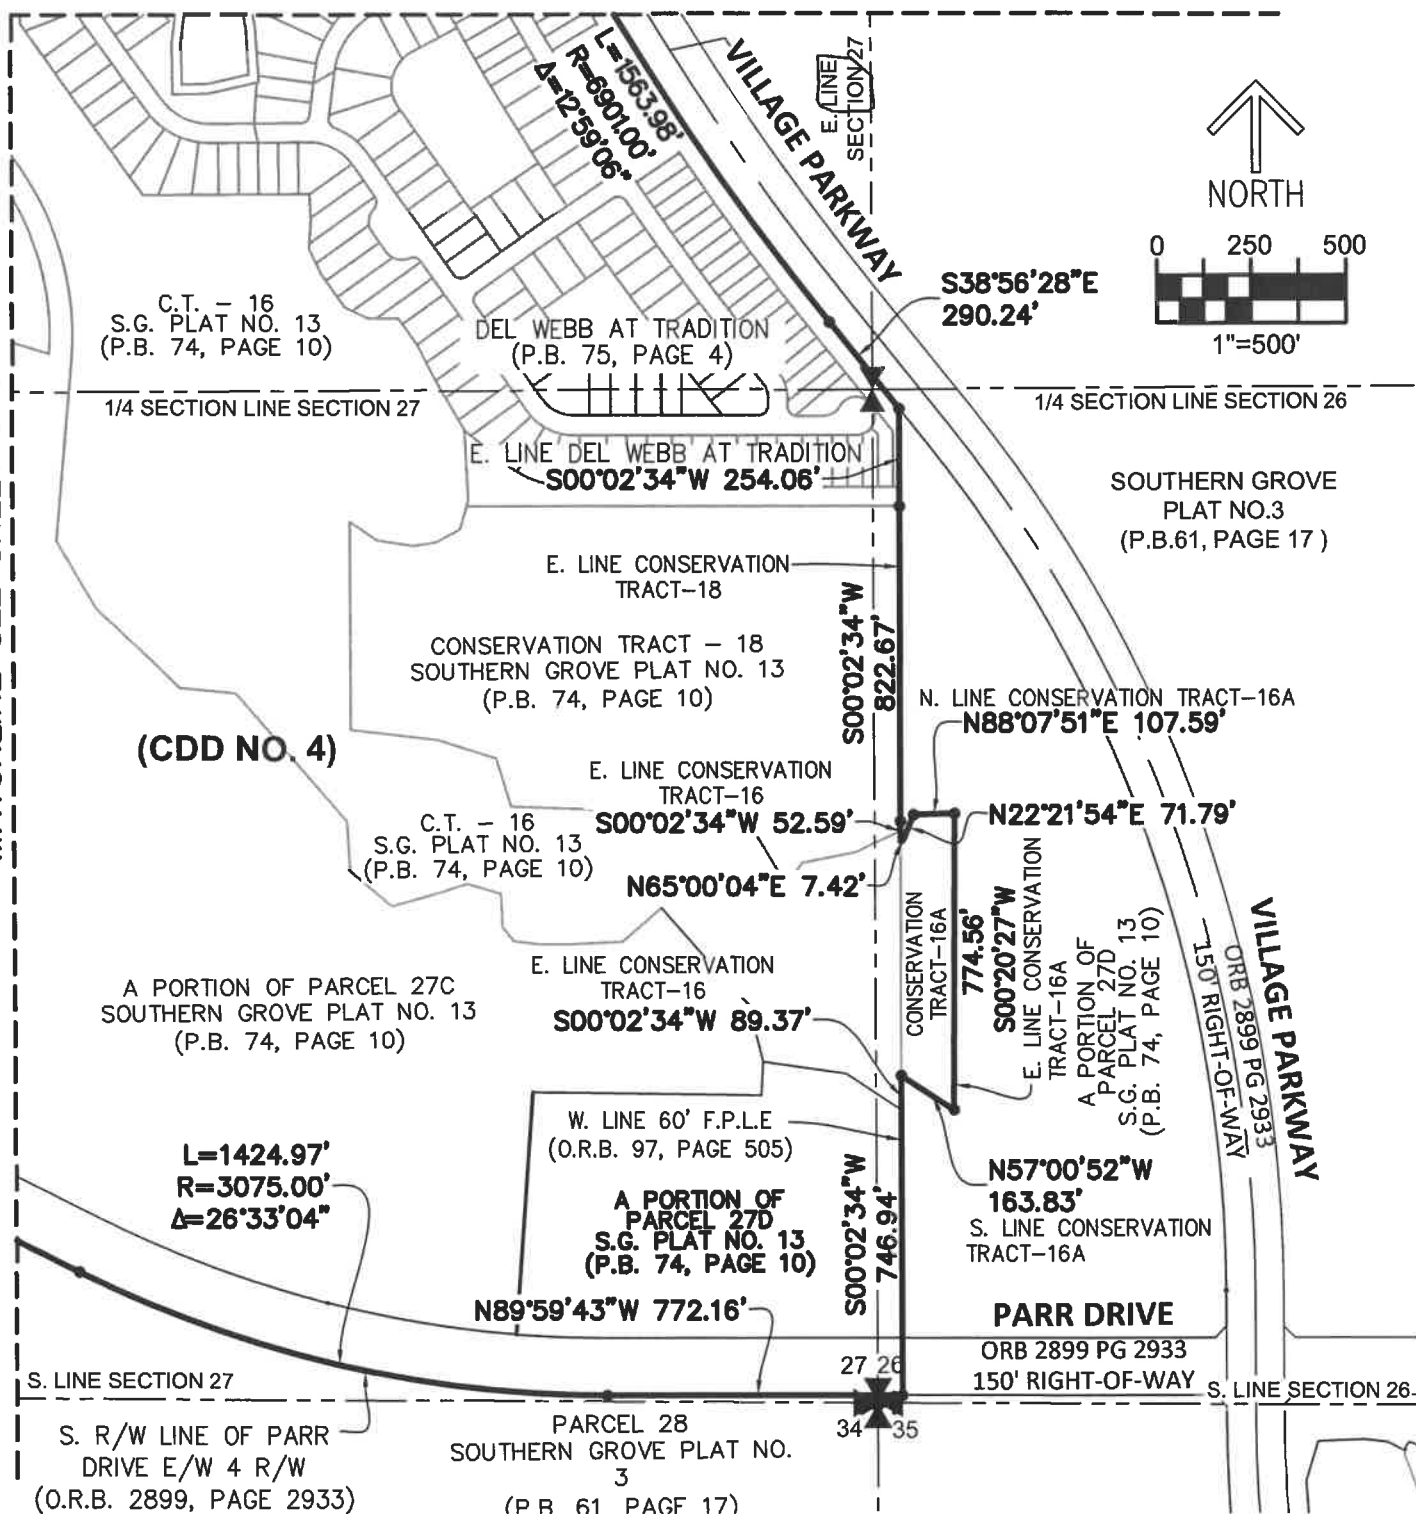 L=1563.98'
R=6901.00'
Δ=12°59'06"
VILLAGE PARKWAY
E. LINE
SECTION 27
NORTH
0 250 500
1"=500'
S38°56'28"E
290.24'
C.T. - 16
S.G. PLAT NO. 13
(P.B. 74, PAGE 10)
DEL WEBB AT TRADITION
(P.B. 75, PAGE 4)
1/4 SECTION LINE SECTION 27
1/4 SECTION LINE SECTION 26
E. LINE DEL WEBB AT TRADITION
S00°02'34"W 254.06'
SOUTHERN GROVE
PLAT NO.3
(P.B.61, PAGE 17 )
E. LINE CONSERVATION
TRACT-18
S00°02'34"W
822.67'
CONSERVATION TRACT - 18
SOUTHERN GROVE PLAT NO. 13
(P.B. 74, PAGE 10)
N. LINE CONSERVATION TRACT-16A
N88°07'51"E 107.59'
(CDD NO. 4)
E. LINE CONSERVATION
TRACT-16
S00°02'34"W 52.59'
N22°21'54"E 71.79'
C.T. - 16
S.G. PLAT NO. 13
(P.B. 74, PAGE 10)
N65°00'04"E 7.42'
CONSERVATION
TRACT-16A
774.56'
S00°20'27"W
E. LINE CONSERVATION
TRACT-16A
A PORTION OF
PARCEL 27D
S.G. PLAT NO. 13
(P.B. 74, PAGE 10)
150' RIGHT-OF-WAY
ORB 2899 PG 2933
VILLAGE PARKWAY
E. LINE CONSERVATION
TRACT-16
S00°02'34"W 89.37'
A PORTION OF PARCEL 27C
SOUTHERN GROVE PLAT NO. 13
(P.B. 74, PAGE 10)
W. LINE 60' F.P.L.E
(O.R.B. 97, PAGE 505)
L=1424.97'
R=3075.00'
Δ=26°33'04"
A PORTION OF
PARCEL 27D
S.G. PLAT NO. 13
(P.B. 74, PAGE 10)
S00°02'34"W
746.94'
N57°00'52"W
163.83'
S. LINE CONSERVATION
TRACT-16A
N89°59'43"W 772.16'
PARR DRIVE
ORB 2899 PG 2933
150' RIGHT-OF-WAY
27 26
34 35
S. LINE SECTION 27
S. LINE SECTION 26
S. R/W LINE OF PARR
DRIVE E/W 4 R/W
(O.R.B. 2899, PAGE 2933)
PARCEL 28
SOUTHERN GROVE PLAT NO.
3
(P.B. 61, PAGE 17)